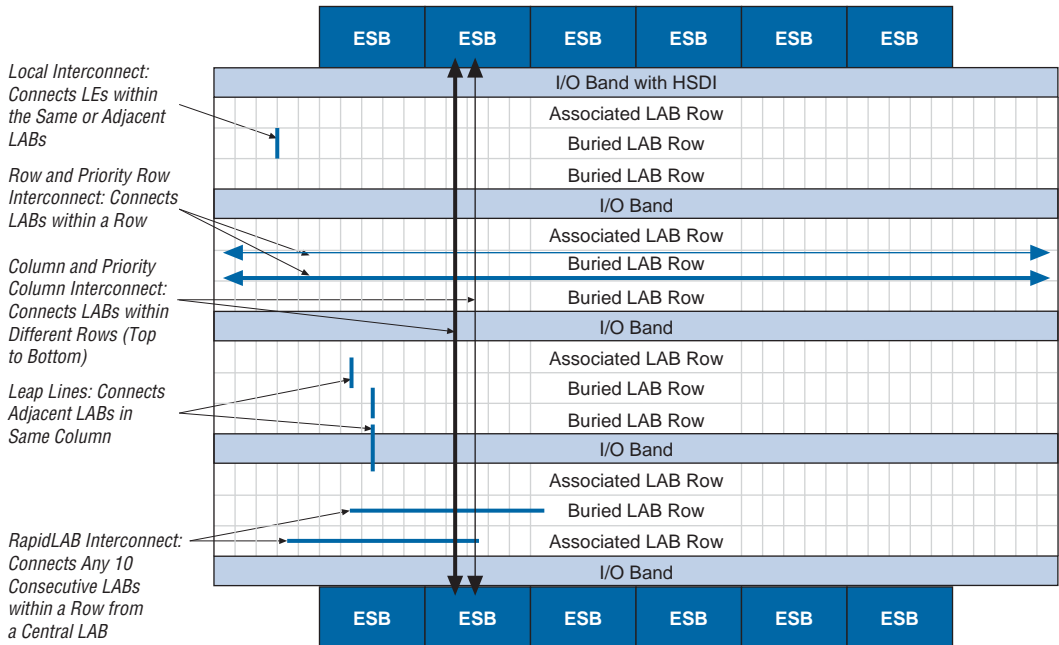 ESB ESB ESB ESB ESB ESB
Local Interconnect:
Connects LEs within
the Same or Adjacent
LABs
Row and Priority Row
Interconnect: Connects
LABs within a Row
Column and Priority
Column Interconnect:
Connects LABs within
Different Rows (Top
to Bottom)
Leap Lines: Connects
Adjacent LABs in
Same Column
RapidLAB Interconnect:
Connects Any 10
Consecutive LABs
within a Row from
a Central LAB
I/O Band with HSDI
Associated LAB Row
Buried LAB Row
Buried LAB Row
I/O Band
Associated LAB Row
Buried LAB Row
Buried LAB Row
I/O Band
Associated LAB Row
Buried LAB Row
Buried LAB Row
I/O Band
Associated LAB Row
Buried LAB Row
Associated LAB Row
I/O Band
ESB ESB ESB ESB ESB ESB